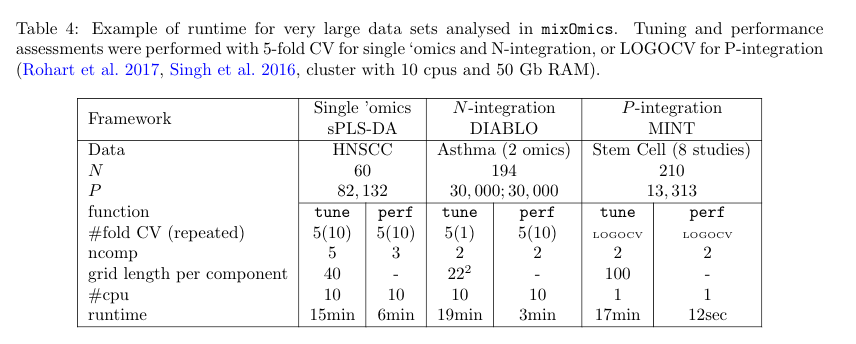 Table 4: Example of runtime for very large data sets analysed in mixOmics. Tuning and performance
assessments were performed with 5-fold CV for single ‘omics and N-integration, or LOGOCV for P-integration
(Rohart et al. 2017, Singh et al. 2016, cluster with 10 cpus and 50 Gb RAM).
Framework Single ’omics N-integration P-integration
sPLS-DA DIABLO MINT
Data HNSCC Asthma (2 omics) Stem Cell (8 studies)
N 60 194 210
P 82,132 30,000;30,000 13,313
function tune perf tune perf tune perf
#fold CV (repeated) 5(10) 5(10) 5(1) 5(10) LOGOCV LOGOCV
ncomp 5 3 2 2 2 2
grid length per component 40 - 22² - 100 -
#cpu 10 10 10 10 1 1
runtime 15min 6min 19min 3min 17min 12sec